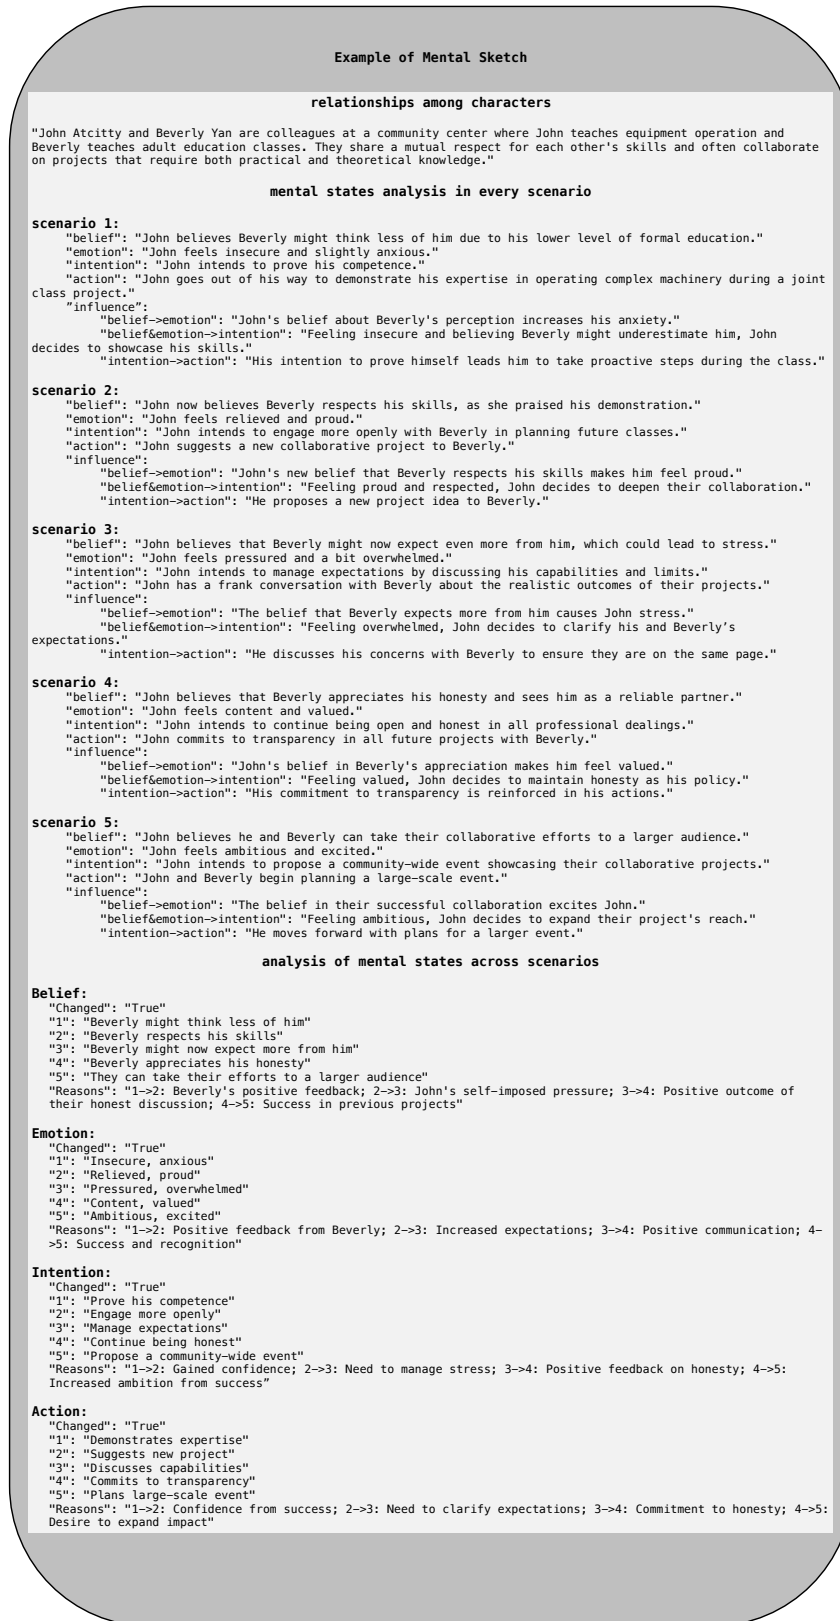 Example of Mental Sketch
relationships among characters
"John Atcitty and Beverly Yan are colleagues at a community center where John teaches equipment operation and
Beverly teaches adult education classes. They share a mutual respect for each other's skills and often collaborate
on projects that require both practical and theoretical knowledge."
mental states analysis in every scenario
scenario 1:
"belief": "John believes Beverly might think less of him due to his lower level of formal education."
"emotion": "John feels insecure and slightly anxious."
"intention": "John intends to prove his competence."
"action": "John goes out of his way to demonstrate his expertise in operating complex machinery during a joint
class project."
”influence”:
"belief->emotion": "John's belief about Beverly's perception increases his anxiety."
"belief&emotion->intention": "Feeling insecure and believing Beverly might underestimate him, John
decides to showcase his skills."
"intention->action": "His intention to prove himself leads him to take proactive steps during the class."
scenario 2:
"belief": "John now believes Beverly respects his skills, as she praised his demonstration."
"emotion": "John feels relieved and proud."
"intention": "John intends to engage more openly with Beverly in planning future classes."
"action": "John suggests a new collaborative project to Beverly."
"influence":
"belief->emotion": "John's new belief that Beverly respects his skills makes him feel proud."
"belief&emotion->intention": "Feeling proud and respected, John decides to deepen their collaboration."
"intention->action": "He proposes a new project idea to Beverly."
scenario 3:
"belief": "John believes that Beverly might now expect even more from him, which could lead to stress."
"emotion": "John feels pressured and a bit overwhelmed."
"intention": "John intends to manage expectations by discussing his capabilities and limits."
"action": "John has a frank conversation with Beverly about the realistic outcomes of their projects."
"influence":
"belief->emotion": "The belief that Beverly expects more from him causes John stress."
"belief&emotion->intention": "Feeling overwhelmed, John decides to clarify his and Beverly’s
expectations."
"intention->action": "He discusses his concerns with Beverly to ensure they are on the same page."
scenario 4:
"belief": "John believes that Beverly appreciates his honesty and sees him as a reliable partner."
"emotion": "John feels content and valued."
"intention": "John intends to continue being open and honest in all professional dealings."
"action": "John commits to transparency in all future projects with Beverly."
"influence":
"belief->emotion": "John's belief in Beverly's appreciation makes him feel valued."
"belief&emotion->intention": "Feeling valued, John decides to maintain honesty as his policy."
"intention->action": "His commitment to transparency is reinforced in his actions."
scenario 5:
"belief": "John believes he and Beverly can take their collaborative efforts to a larger audience."
"emotion": "John feels ambitious and excited."
"intention": "John intends to propose a community-wide event showcasing their collaborative projects."
"action": "John and Beverly begin planning a large-scale event."
"influence":
"belief->emotion": "The belief in their successful collaboration excites John."
"belief&emotion->intention": "Feeling ambitious, John decides to expand their project's reach."
"intention->action": "He moves forward with plans for a larger event."
analysis of mental states across scenarios
Belief:
"Changed": "True"
"1": "Beverly might think less of him"
"2": "Beverly respects his skills"
"3": "Beverly might now expect more from him"
"4": "Beverly appreciates his honesty"
"5": "They can take their efforts to a larger audience"
"Reasons": "1->2: Beverly's positive feedback; 2->3: John's self-imposed pressure; 3->4: Positive outcome of
their honest discussion; 4->5: Success in previous projects"
Emotion:
"Changed": "True"
"1": "Insecure, anxious"
"2": "Relieved, proud"
"3": "Pressured, overwhelmed"
"4": "Content, valued"
"5": "Ambitious, excited"
"Reasons": "1->2: Positive feedback from Beverly; 2->3: Increased expectations; 3->4: Positive communication; 4-
>5: Success and recognition"
Intention:
"Changed": "True"
"1": "Prove his competence"
"2": "Engage more openly"
"3": "Manage expectations"
"4": "Continue being honest"
"5": "Propose a community-wide event"
"Reasons": "1->2: Gained confidence; 2->3: Need to manage stress; 3->4: Positive feedback on honesty; 4->5:
Increased ambition from success”
Action:
"Changed": "True"
"1": "Demonstrates expertise"
"2": "Suggests new project"
"3": "Discusses capabilities"
"4": "Commits to transparency"
"5": "Plans large-scale event"
"Reasons": "1->2: Confidence from success; 2->3: Need to clarify expectations; 3->4: Commitment to honesty; 4->5:
Desire to expand impact"